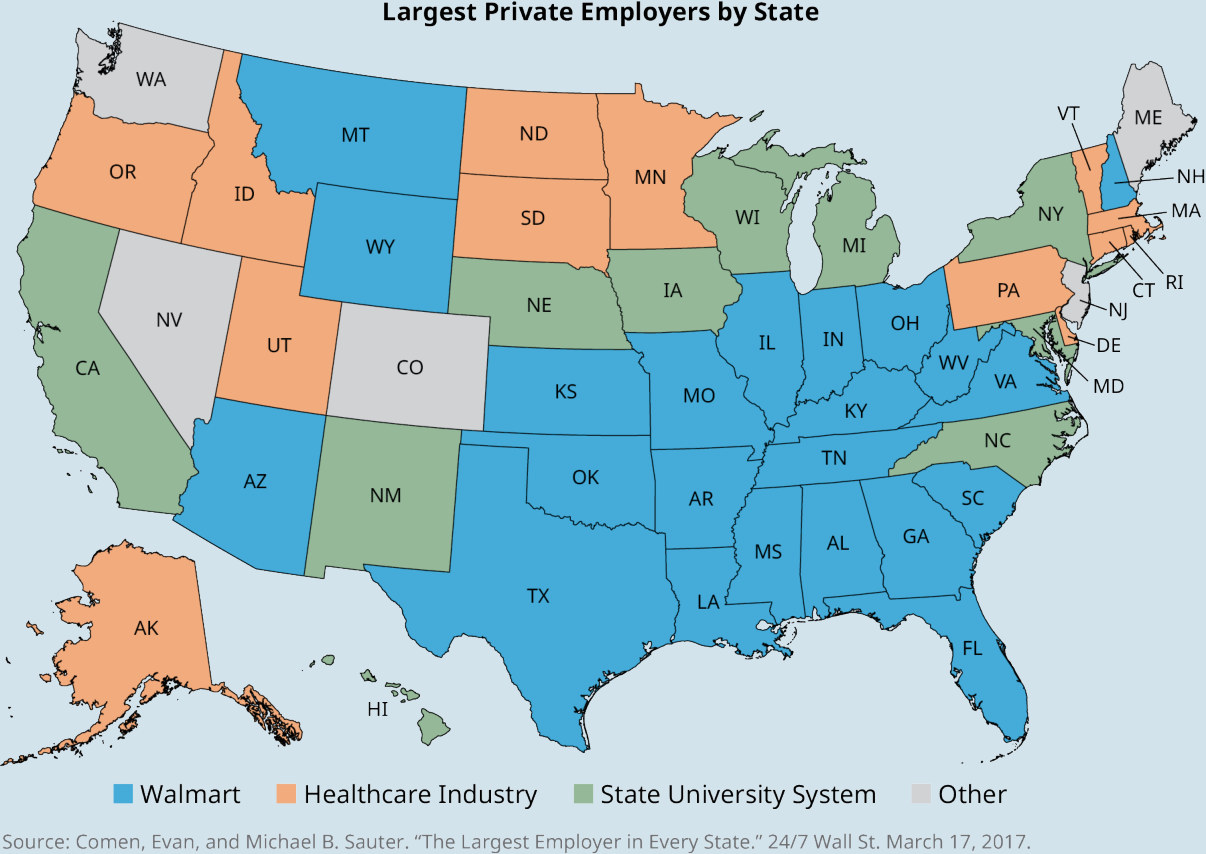 Largest Private Employers by State
WA
MT
ND
MN
VT
ME
OR
ID
SD
WI
MI
NY
NH
MA
WY
RI
CT
NV
UT
CO
NE
IA
PA
NJ
CA
IL
IN
OH
DE
MD
KS
MO
WV
VA
KY
AZ
NM
OK
AR
TN
NC
SC
MS
AL
GA
TX
LA
FL
AK
HI
Walmart
Healthcare Industry
State University System
Other
Source: Comen, Evan, and Michael B. Sauter. “The Largest Employer in Every State.” 24/7 Wall St. March 17, 2017.